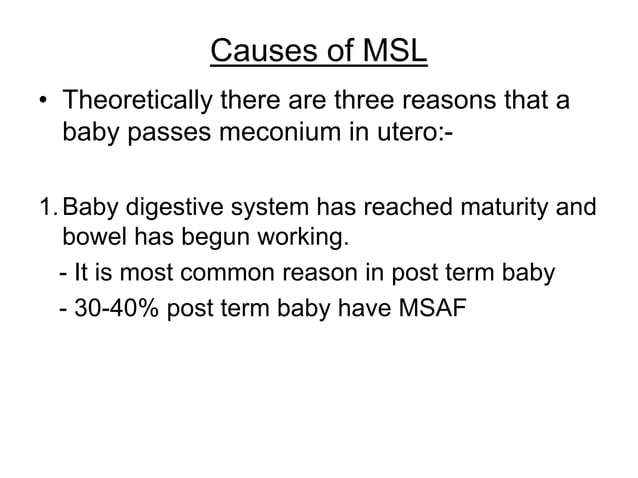 Causes of MSL
• Theoretically there are three reasons that a
baby passes meconium in utero:-
1. Baby digestive system has reached maturity and
bowel has begun working.
- It is most common reason in post term baby
- 30-40% post term baby have MSAF